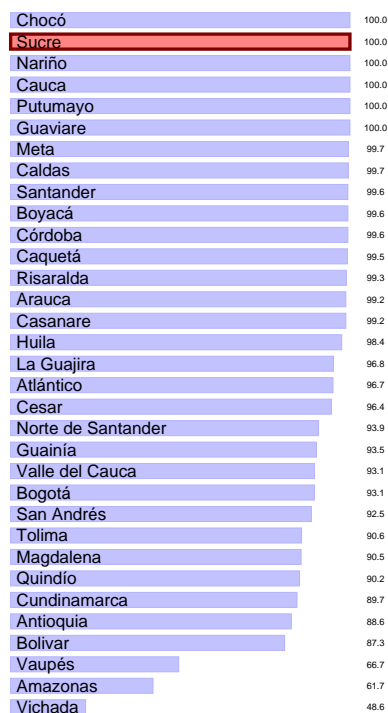 Chocó 100.0
Sucre 100.0
Nariño 100.0
Cauca 100.0
Putumayo 100.0
Guaviare 100.0
Meta 99.7
Caldas 99.7
Santander 99.6
Boyacá 99.6
Córdoba 99.6
Caquetá 99.5
Risaralda 99.3
Arauca 99.2
Casanare 99.2
Huila 98.4
La Guajira 96.8
Atlántico 96.7
Cesar 96.4
Norte de Santander 93.9
Guainía 93.5
Valle del Cauca 93.1
Bogotá 93.1
San Andrés 92.5
Tolima 90.6
Magdalena 90.5
Quindío 90.2
Cundinamarca 89.7
Antioquia 88.6
Bolivar 87.3
Vaupés 66.7
Amazonas 61.7
Vichada 48.6